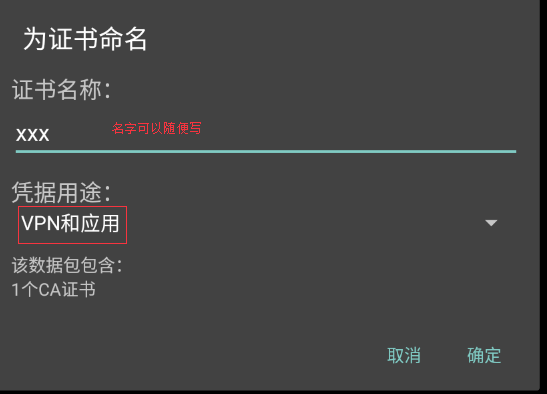 为证书命名
证书名称：
xxx 名字可以随便写
凭据用途：
VPN和应用
该数据包包含：
1个CA证书
取消 确定